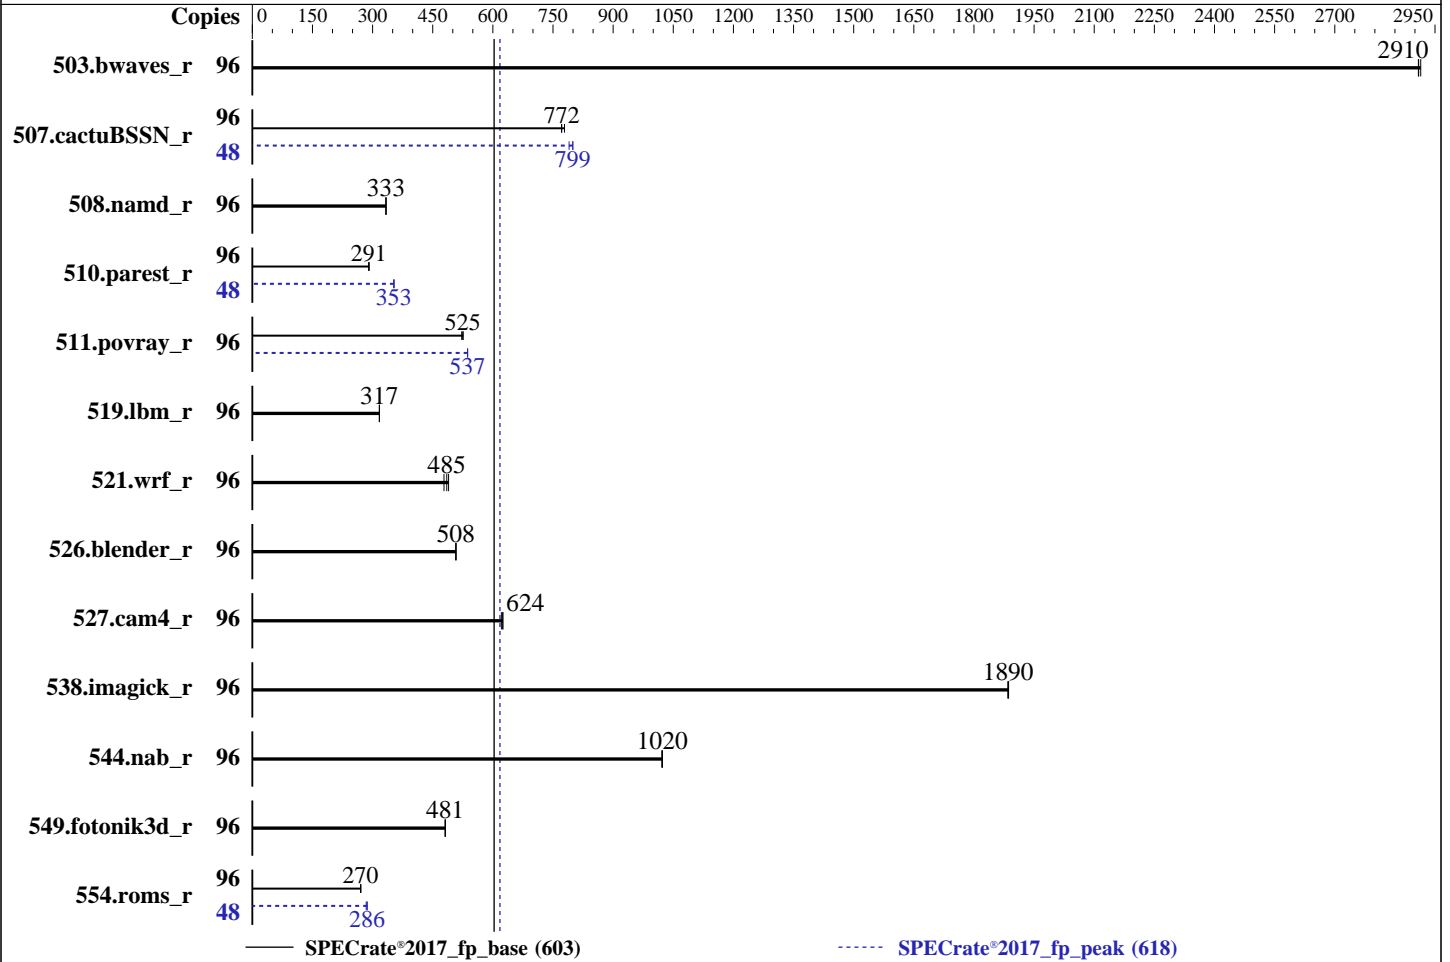 Copies 0 150 300 450 600 750 900 1050 1200 1350 1500 1650 1800 1950 2100 2250 2400 2550 2700 2950
503.bwaves_r 96 2910
507.cactuBSSN_r 96 772
48 799
508.namd_r 96 333
510.parest_r 96 291
48 353
511.povray_r 96 525
537
519.lbm_r 96 317
521.wrf_r 96 485
526.blender_r 96 508
527.cam4_r 96 624
538.imagick_r 96 1890
544.nab_r 96 1020
549.fotonik3d_r 96 481
554.roms_r 96 270
48 286
SPECrate®2017_fp_base (603) SPECrate®2017_fp_peak (618)